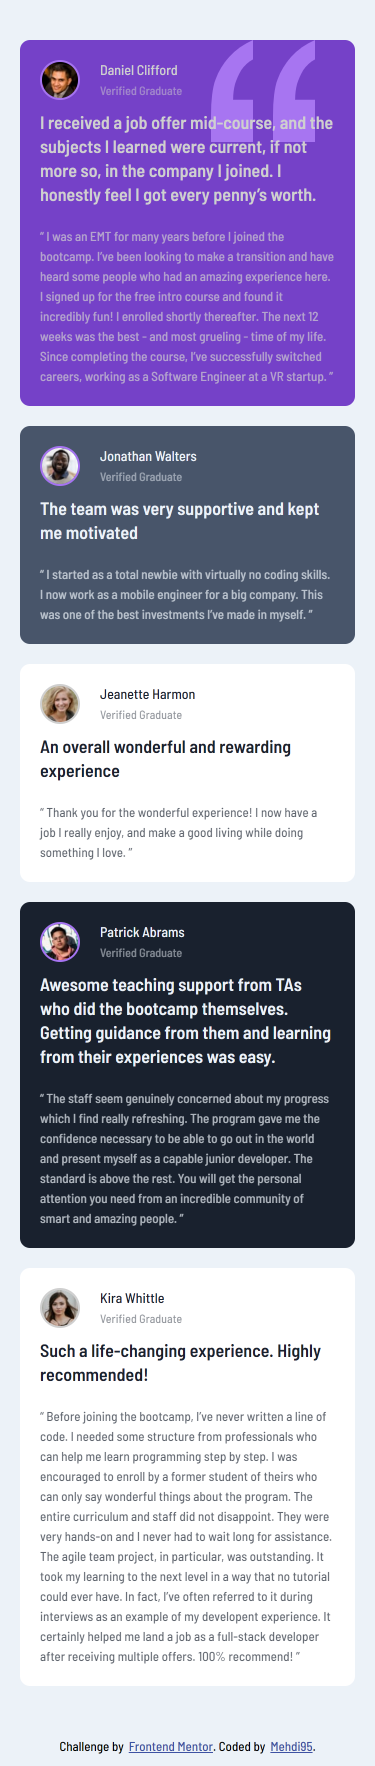 Daniel Clifford
Verified Graduate
I received a job offer mid-course, and the
subjects I learned were current, if not
more so, in the company I joined. I
honestly feel I got every penny’s worth.
“ I was an EMT for many years before I joined the
bootcamp. I’ve been looking to make a transition and have
heard some people who had an amazing experience here.
I signed up for the free intro course and found it
incredibly fun! I enrolled shortly thereafter. The next 12
weeks was the best - and most grueling - time of my life.
Since completing the course, I’ve successfully switched
careers, working as a Software Engineer at a VR startup. ”
Jonathan Walters
Verified Graduate
The team was very supportive and kept
me motivated
“ I started as a total newbie with virtually no coding skills.
I now work as a mobile engineer for a big company. This
was one of the best investments I’ve made in myself. ”
Jeanette Harmon
Verified Graduate
An overall wonderful and rewarding
experience
“ Thank you for the wonderful experience! I now have a
job I really enjoy, and make a good living while doing
something I love. ”
Patrick Abrams
Verified Graduate
Awesome teaching support from TAs
who did the bootcamp themselves.
Getting guidance from them and learning
from their experiences was easy.
“ The staff seem genuinely concerned about my progress
which I find really refreshing. The program gave me the
confidence necessary to be able to go out in the world
and present myself as a capable junior developer. The
standard is above the rest. You will get the personal
attention you need from an incredible community of
smart and amazing people. ”
Kira Whittle
Verified Graduate
Such a life-changing experience. Highly
recommended!
“ Before joining the bootcamp, I’ve never written a line of
code. I needed some structure from professionals who
can help me learn programming step by step. I was
encouraged to enroll by a former student of theirs who
can only say wonderful things about the program. The
entire curriculum and staff did not disappoint. They were
very hands-on and I never had to wait long for assistance.
The agile team project, in particular, was outstanding. It
took my learning to the next level in a way that no tutorial
could ever have. In fact, I’ve often referred to it during
interviews as an example of my developent experience. It
certainly helped me land a job as a full-stack developer
after receiving multiple offers. 100% recommend! ”
Challenge by Frontend Mentor. Coded by Mehdi95.